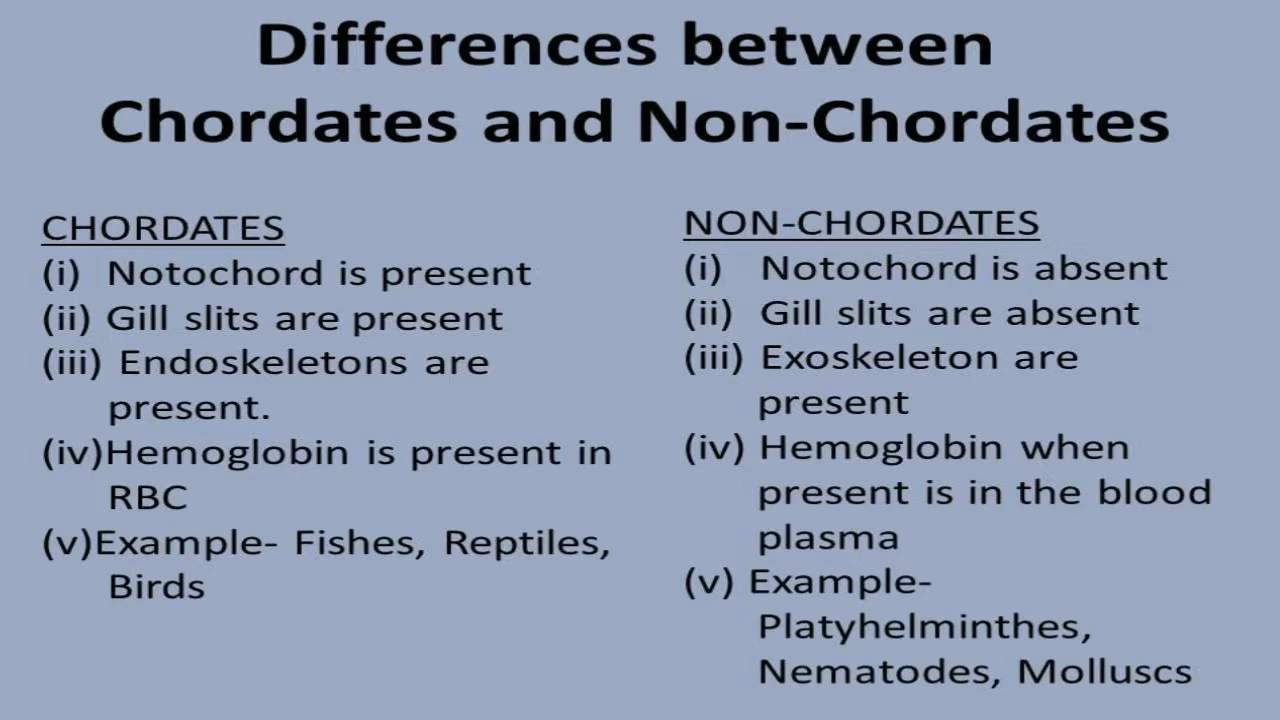 Differences between
Chordates and Non-Chordates
CHORDATES
(i) Notochord is present
(ii) Gill slits are present
(iii) Endoskeletons are
present.
(iv)Hemoglobin is present in
RBC
(v)Example- Fishes, Reptiles,
Birds
NON-CHORDATES
(i) Notochord is absent
(ii) Gill slits are absent
(iii) Exoskeleton are
present
(iv) Hemoglobin when
present is in the blood
plasma
(v) Example-
Platyhelminthes,
Nematodes, Molluscs